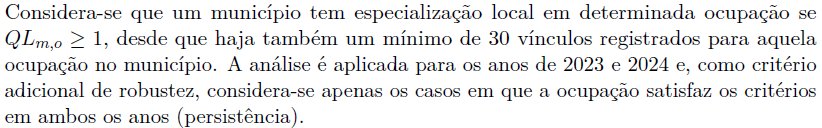 Considera-se que um município tem especialização local em determinada ocupação se
QLₘ,ₒ ≥ 1, desde que haja também um mínimo de 30 vínculos registrados para aquela
ocupação no município. A análise é aplicada para os anos de 2023 e 2024 e, como critério
adicional de robustez, considera-se apenas os casos em que a ocupação satisfaz os critérios
em ambos os anos (persistência).